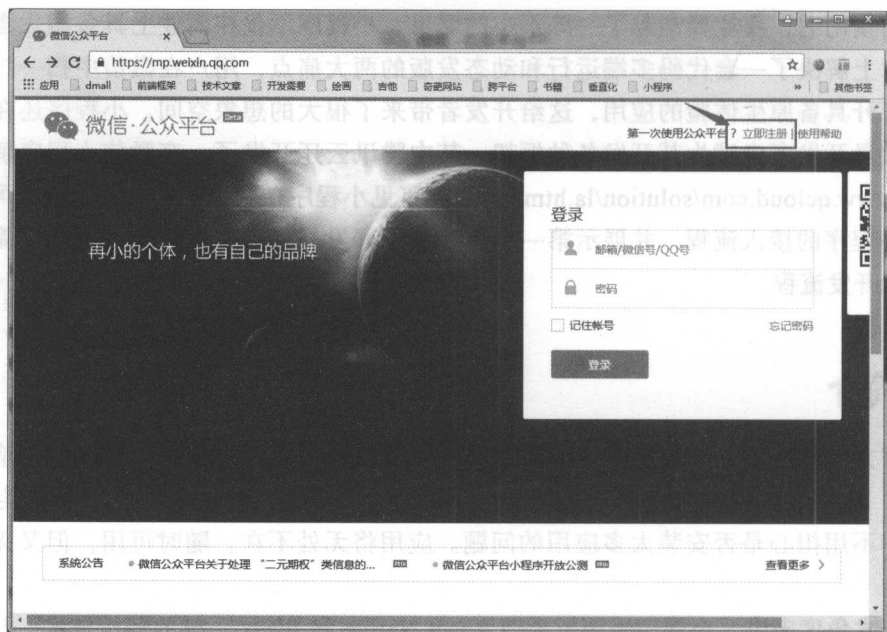 微信公众平台
https://mp.weixin.qq.com
应用 dmall 前端框架 技术文章 开发需要 绘画 吉他 奇葩网站 跨平台 书籍 垂直化 小程序 » 其他书签
微信·公众平台 Beta
第一次使用公众平台？ 立即注册 | 使用帮助
再小的个体，也有自己的品牌
登录
邮箱/微信号/QQ号
密码
记住帐号 忘记密码
登录
系统公告 微信公众平台关于处理 “二元期权”类信息的... 微信公众平台小程序开放公测 查看更多